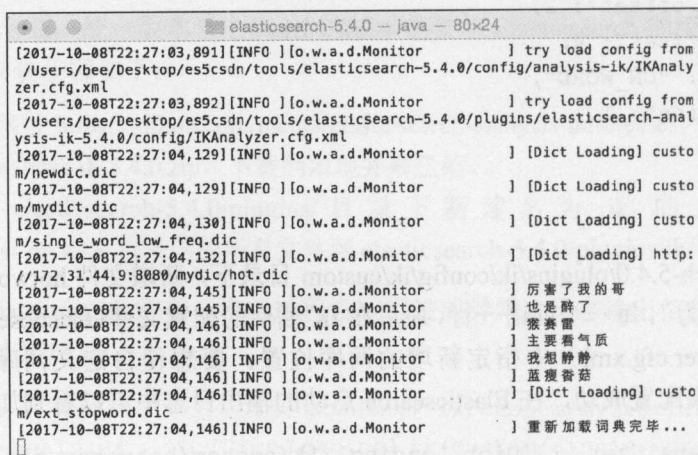 elasticsearch-5.4.0 — java — 80×24
[2017-10-08T22:27:03,891][INFO ][o.w.a.d.Monitor          ] try load config from
/Users/bee/Desktop/es5csdn/tools/elasticsearch-5.4.0/config/analysis-ik/IKAnaly
zer.cfg.xml
[2017-10-08T22:27:03,892][INFO ][o.w.a.d.Monitor          ] try load config from
/Users/bee/Desktop/es5csdn/tools/elasticsearch-5.4.0/plugins/elasticsearch-anal
ysis-ik-5.4.0/config/IKAnalyzer.cfg.xml
[2017-10-08T22:27:04,129][INFO ][o.w.a.d.Monitor          ] [Dict Loading] custo
m/newdic.dic
[2017-10-08T22:27:04,129][INFO ][o.w.a.d.Monitor          ] [Dict Loading] custo
m/mydict.dic
[2017-10-08T22:27:04,130][INFO ][o.w.a.d.Monitor          ] [Dict Loading] custo
m/single_word_low_freq.dic
[2017-10-08T22:27:04,132][INFO ][o.w.a.d.Monitor          ] [Dict Loading] http:
//172.17.44.9:8080/mydic/hot.dic
[2017-10-08T22:27:04,145][INFO ][o.w.a.d.Monitor          ] 厉害了我的哥
[2017-10-08T22:27:04,146][INFO ][o.w.a.d.Monitor          ] 也是醉了
[2017-10-08T22:27:04,146][INFO ][o.w.a.d.Monitor          ] 猴赛雷
[2017-10-08T22:27:04,146][INFO ][o.w.a.d.Monitor          ] 主要看气质
[2017-10-08T22:27:04,146][INFO ][o.w.a.d.Monitor          ] 我想静静
[2017-10-08T22:27:04,146][INFO ][o.w.a.d.Monitor          ] 蓝瘦香菇
[2017-10-08T22:27:04,146][INFO ][o.w.a.d.Monitor          ] [Dict Loading] custo
m/ext_stopword.dic
[2017-10-08T22:27:04,146][INFO ][o.w.a.d.Monitor          ] 重新加载词典完毕...